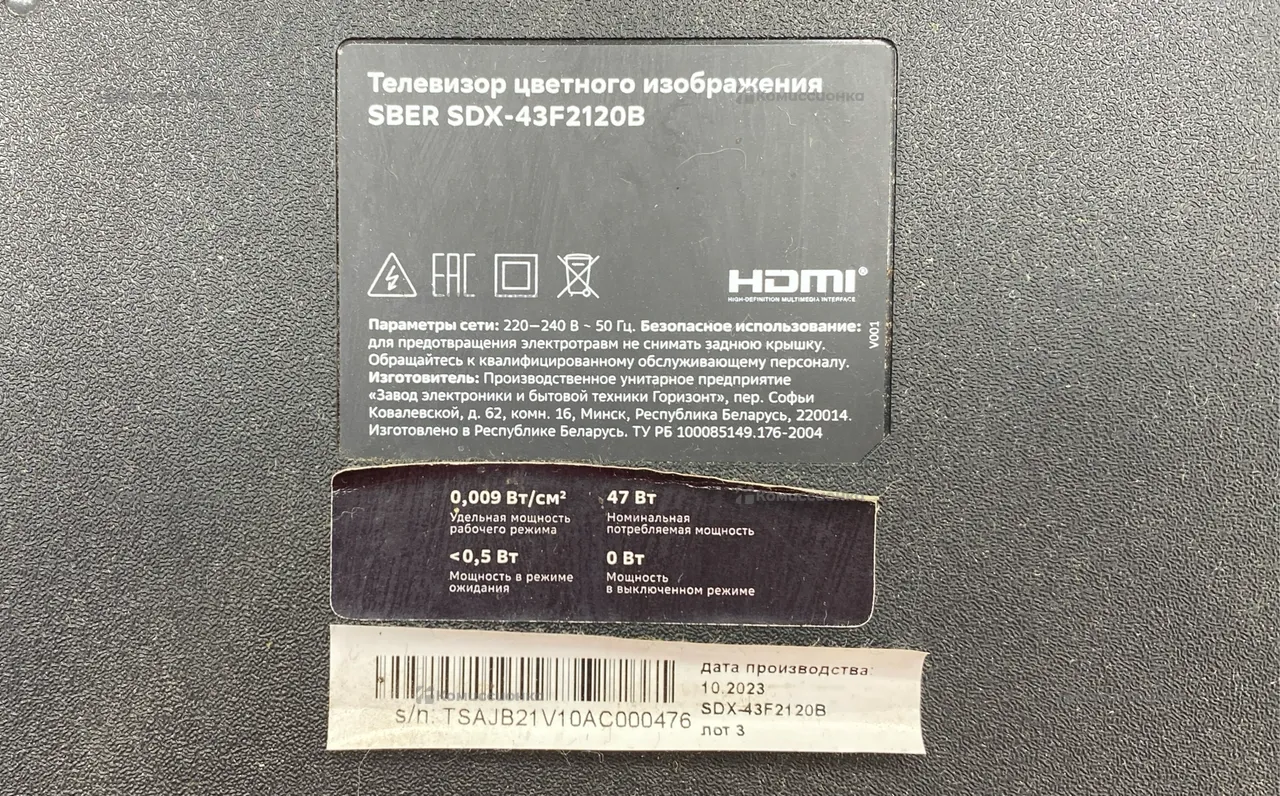 Телевизор цветного изображения
SBER SDX-43F2120B
Комиссионка
EAC
HDMI®
HIGH-DEFINITION MULTIMEDIA INTERFACE
Параметры сети: 220–240 В ~ 50 Гц. Безопасное использование:
для предотвращения электротравм не снимать заднюю крышку.
Обращайтесь к квалифицированному обслуживающему персоналу.
Изготовитель: Производственное унитарное предприятие
«Завод электроники и бытовой техники Горизонт», пер. Софьи
Ковалевской, д. 62, комн. 16, Минск, Республика Беларусь, 220014.
Изготовлено в Республике Беларусь. ТУ РБ 100085149.176-2004
V001
0,009 Вт/см²
Удельная мощность
рабочего режима
47 Вт
Номинальная
потребляемая мощность
Комиссионка
<0,5 Вт
Мощность в режиме
ожидания
0 Вт
Мощность
в выключенном режиме
Комиссионка
s/n: TSAJB21V10AC000476
дата производства:
10.2023
SDX-43F2120B
лот 3